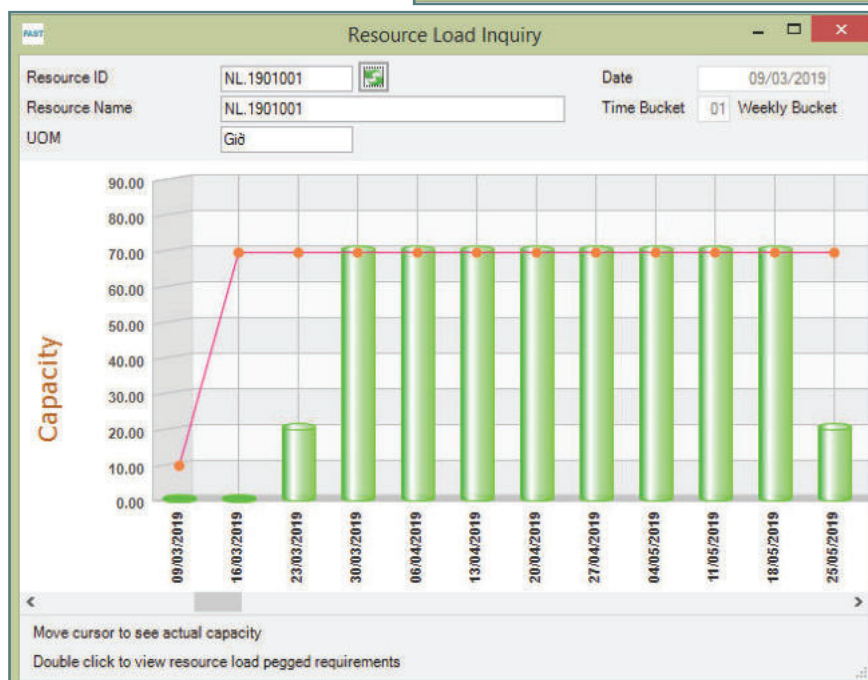 FAST
Resource Load Inquiry
Resource ID NL.1901001 Date 09/03/2019
Resource Name NL.1901001 Time Bucket 01 Weekly Bucket
UOM Giờ
Capacity
90.00
80.00
70.00
60.00
50.00
40.00
30.00
20.00
10.00
0.00
09/03/2019
16/03/2019
23/03/2019
30/03/2019
06/04/2019
13/04/2019
20/04/2019
27/04/2019
04/05/2019
11/05/2019
18/05/2019
25/05/2019
Move cursor to see actual capacity
Double click to view resource load pegged requirements